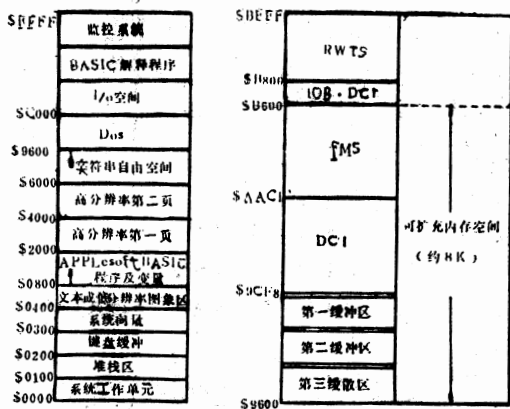 $FFFF
监控系统
BASIC解释程序
I/o空间
$C000
Dos
$9600
字符串自由空间
$6000
高分辨率第二页
$4000
高分辨率第一页
$2000
APPLesoft BASIC
程序及变量
$0800
文本或低分辨率图象区
$0400
系统向量
$0300
键盘缓冲
$0200
堆栈区
$0100
系统工作单元
$0000
$BEFF
RWTS
$B800
IOB·DCT
$B600
fMS
$AAC1
DCI
$9CF8
第一缓冲区
第二缓冲区
第三缓散区
$9600
可扩充内存空间
(约8K)